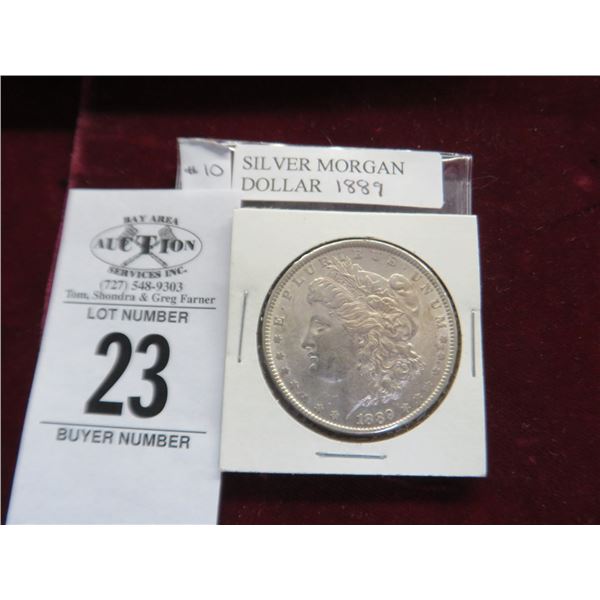 # 10
SILVER MORGAN
DOLLAR 1889
BAY AREA
AUCTION
SERVICES INC.
(727) 548-9303
Tom, Shondra & Greg Farner
LOT NUMBER
23
BUYER NUMBER
E·PLURIBUS·UNUM
1889